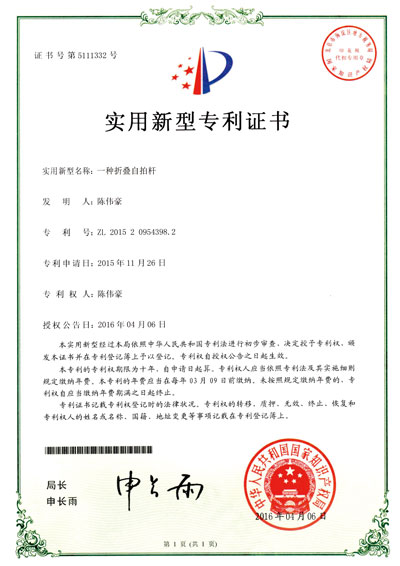 证书号第5111332号
实用新型专利证书
实用新型名称：一种折叠自拍杆
发 明 人：陈伟豪
专 利 号：ZL 2015 2 0954398.2
专利申请日：2015年11月26日
专 利 权 人：陈伟豪
授权公告日：2016年04月06日
本实用新型经过本局依照中华人民共和国专利法进行初步审查，决定授予专利权，颁
发本证书并在专利登记簿上予以登记。专利权自授权公告之日起生效。
本专利的专利权期限为十年，自申请日起算。专利权人应当依照专利法及其实施细则
规定缴纳年费。本专利的年费应当在每年03月09日前缴纳。未按照规定缴纳年费的，专利
权自应当缴纳年费期满之日起终止。
专利证书记载专利权登记时的法律状况。专利权的转移、质押、无效、终止、恢复和
专利权人的姓名或名称、国籍、地址变更等事项记载在专利登记簿上。
局长
申长雨
申长雨
中华人民共和国国家知识产权局
2016年04月06日
第 1 页 (共 1 页)